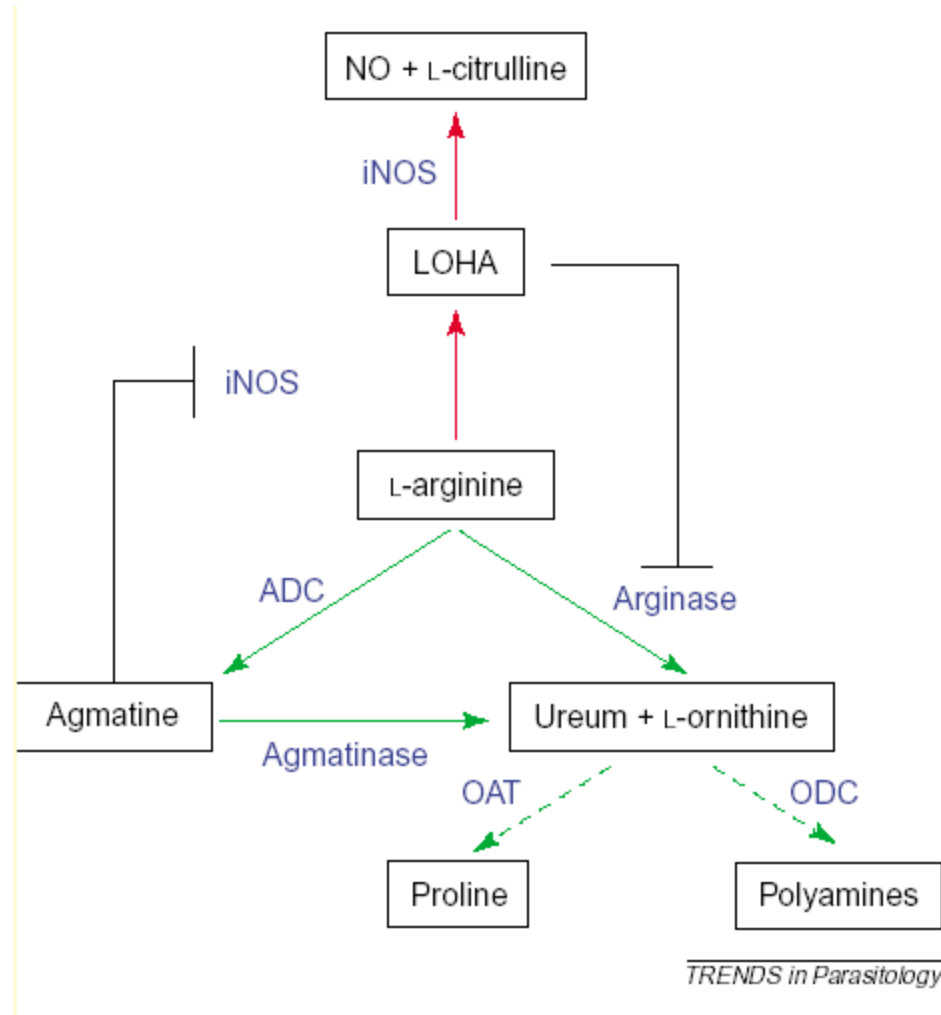 NO + L-citrulline
iNOS
LOHA
iNOS
L-arginine
ADC
Arginase
Agmatine
Ureum + L-ornithine
Agmatinase
OAT
ODC
Proline
Polyamines
TRENDS in Parasitology